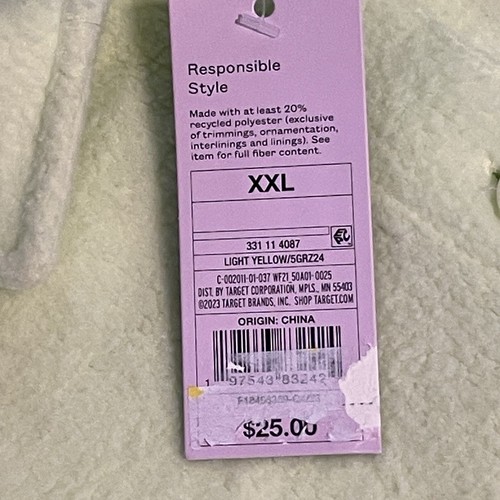 Responsible
Style
Made with at least 20%
recycled polyester (exclusive
of trimmings, ornamentation,
interlinings and linings). See
item for full fiber content.
XXL
331 11 4087
LIGHT YELLOW/5GRZ24
C-002011-01-037 WF21_50A01-0025
DIST. BY TARGET CORPORATION, MPLS., MN 55403
©2023 TARGET BRANDS, INC. SHOP TARGET.COM
ORIGIN: CHINA
1 97543 83242
$25.00